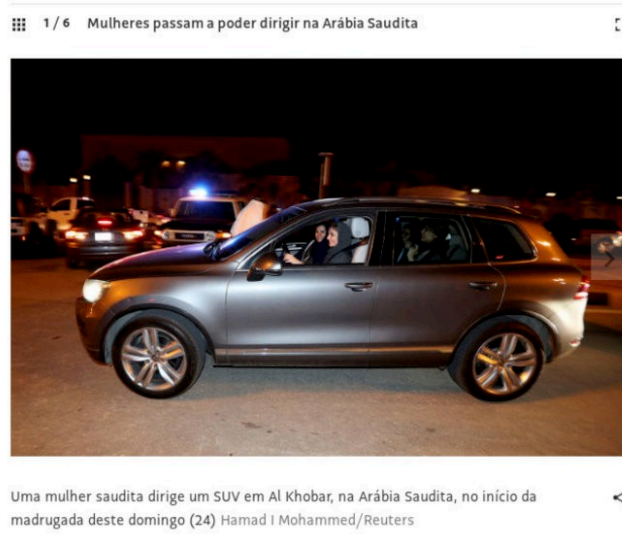 1 / 6 Mulheres passam a poder dirigir na Arábia Saudita
Uma mulher saudita dirige um SUV em Al Khobar, na Arábia Saudita, no início da
madrugada deste domingo (24) Hamad I Mohammed/Reuters